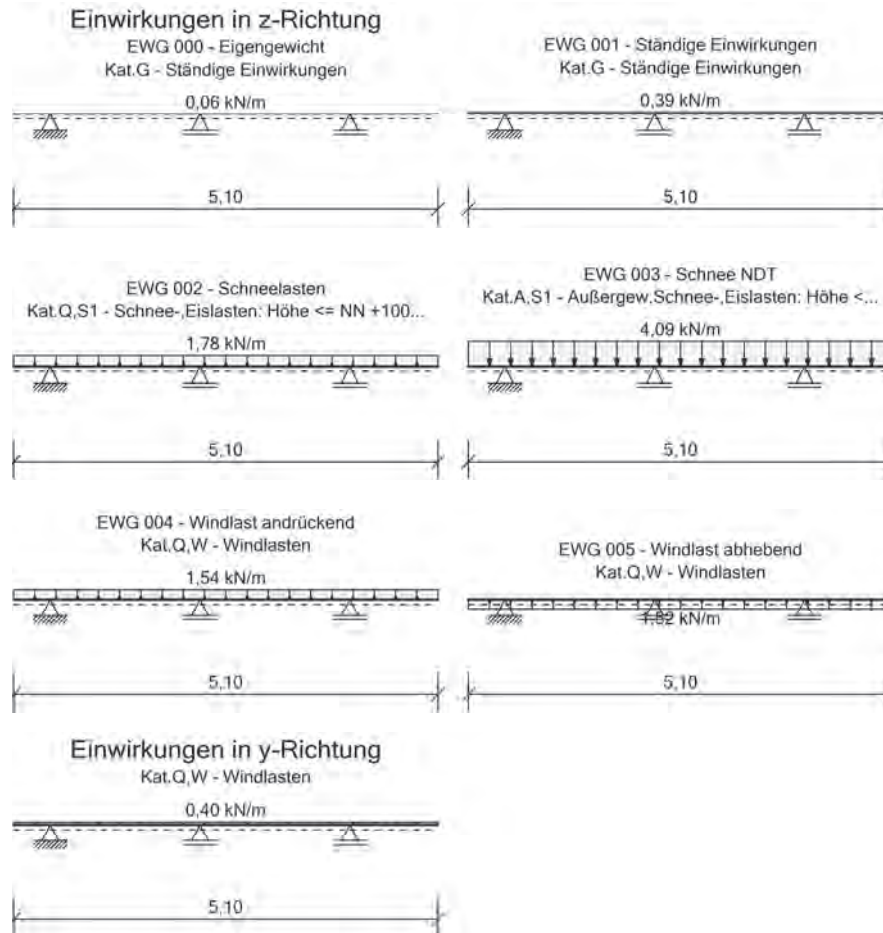 Einwirkungen in z-Richtung
EWG 000 - Eigengewicht
Kat.G - Ständige Einwirkungen
0,06 kN/m
5,10
EWG 001 - Ständige Einwirkungen
Kat.G - Ständige Einwirkungen
0,39 kN/m
5,10
EWG 002 - Schneelasten
Kat.Q,S1 - Schnee-,Eislasten: Höhe <= NN +100...
1,78 kN/m
5,10
EWG 003 - Schnee NDT
Kat.A,S1 - Außergew.Schnee-,Eislasten: Höhe <...
4,09 kN/m
5,10
EWG 004 - Windlast andrückend
Kat.Q,W - Windlasten
1,54 kN/m
5,10
EWG 005 - Windlast abhebend
Kat.Q,W - Windlasten
1,52 kN/m
5,10
Einwirkungen in y-Richtung
Kat.Q,W - Windlasten
0,40 kN/m
5,10